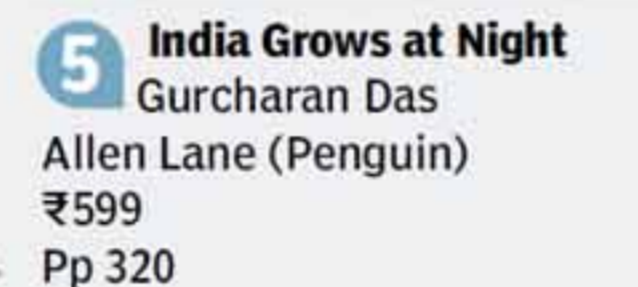 5 India Grows at Night
Gurcharan Das
Allen Lane (Penguin)
₹599
Pp 320